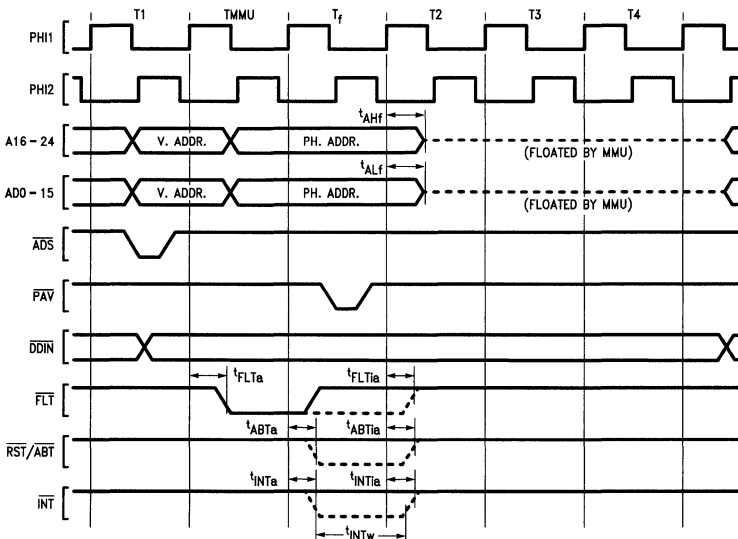 T1 TMMU Tf T2 T3 T4
PHI1
PHI2
tAHf
A16-24 V. ADDR. PH. ADDR. (FLOATED BY MMU)
tALf
AD0-15 V. ADDR. PH. ADDR. (FLOATED BY MMU)
ADS
PAV
DDIN
tFLTa tFLTia
FLT
tABTa tABTia
RST/ABT
tINTa tINTia
INT
tINTw